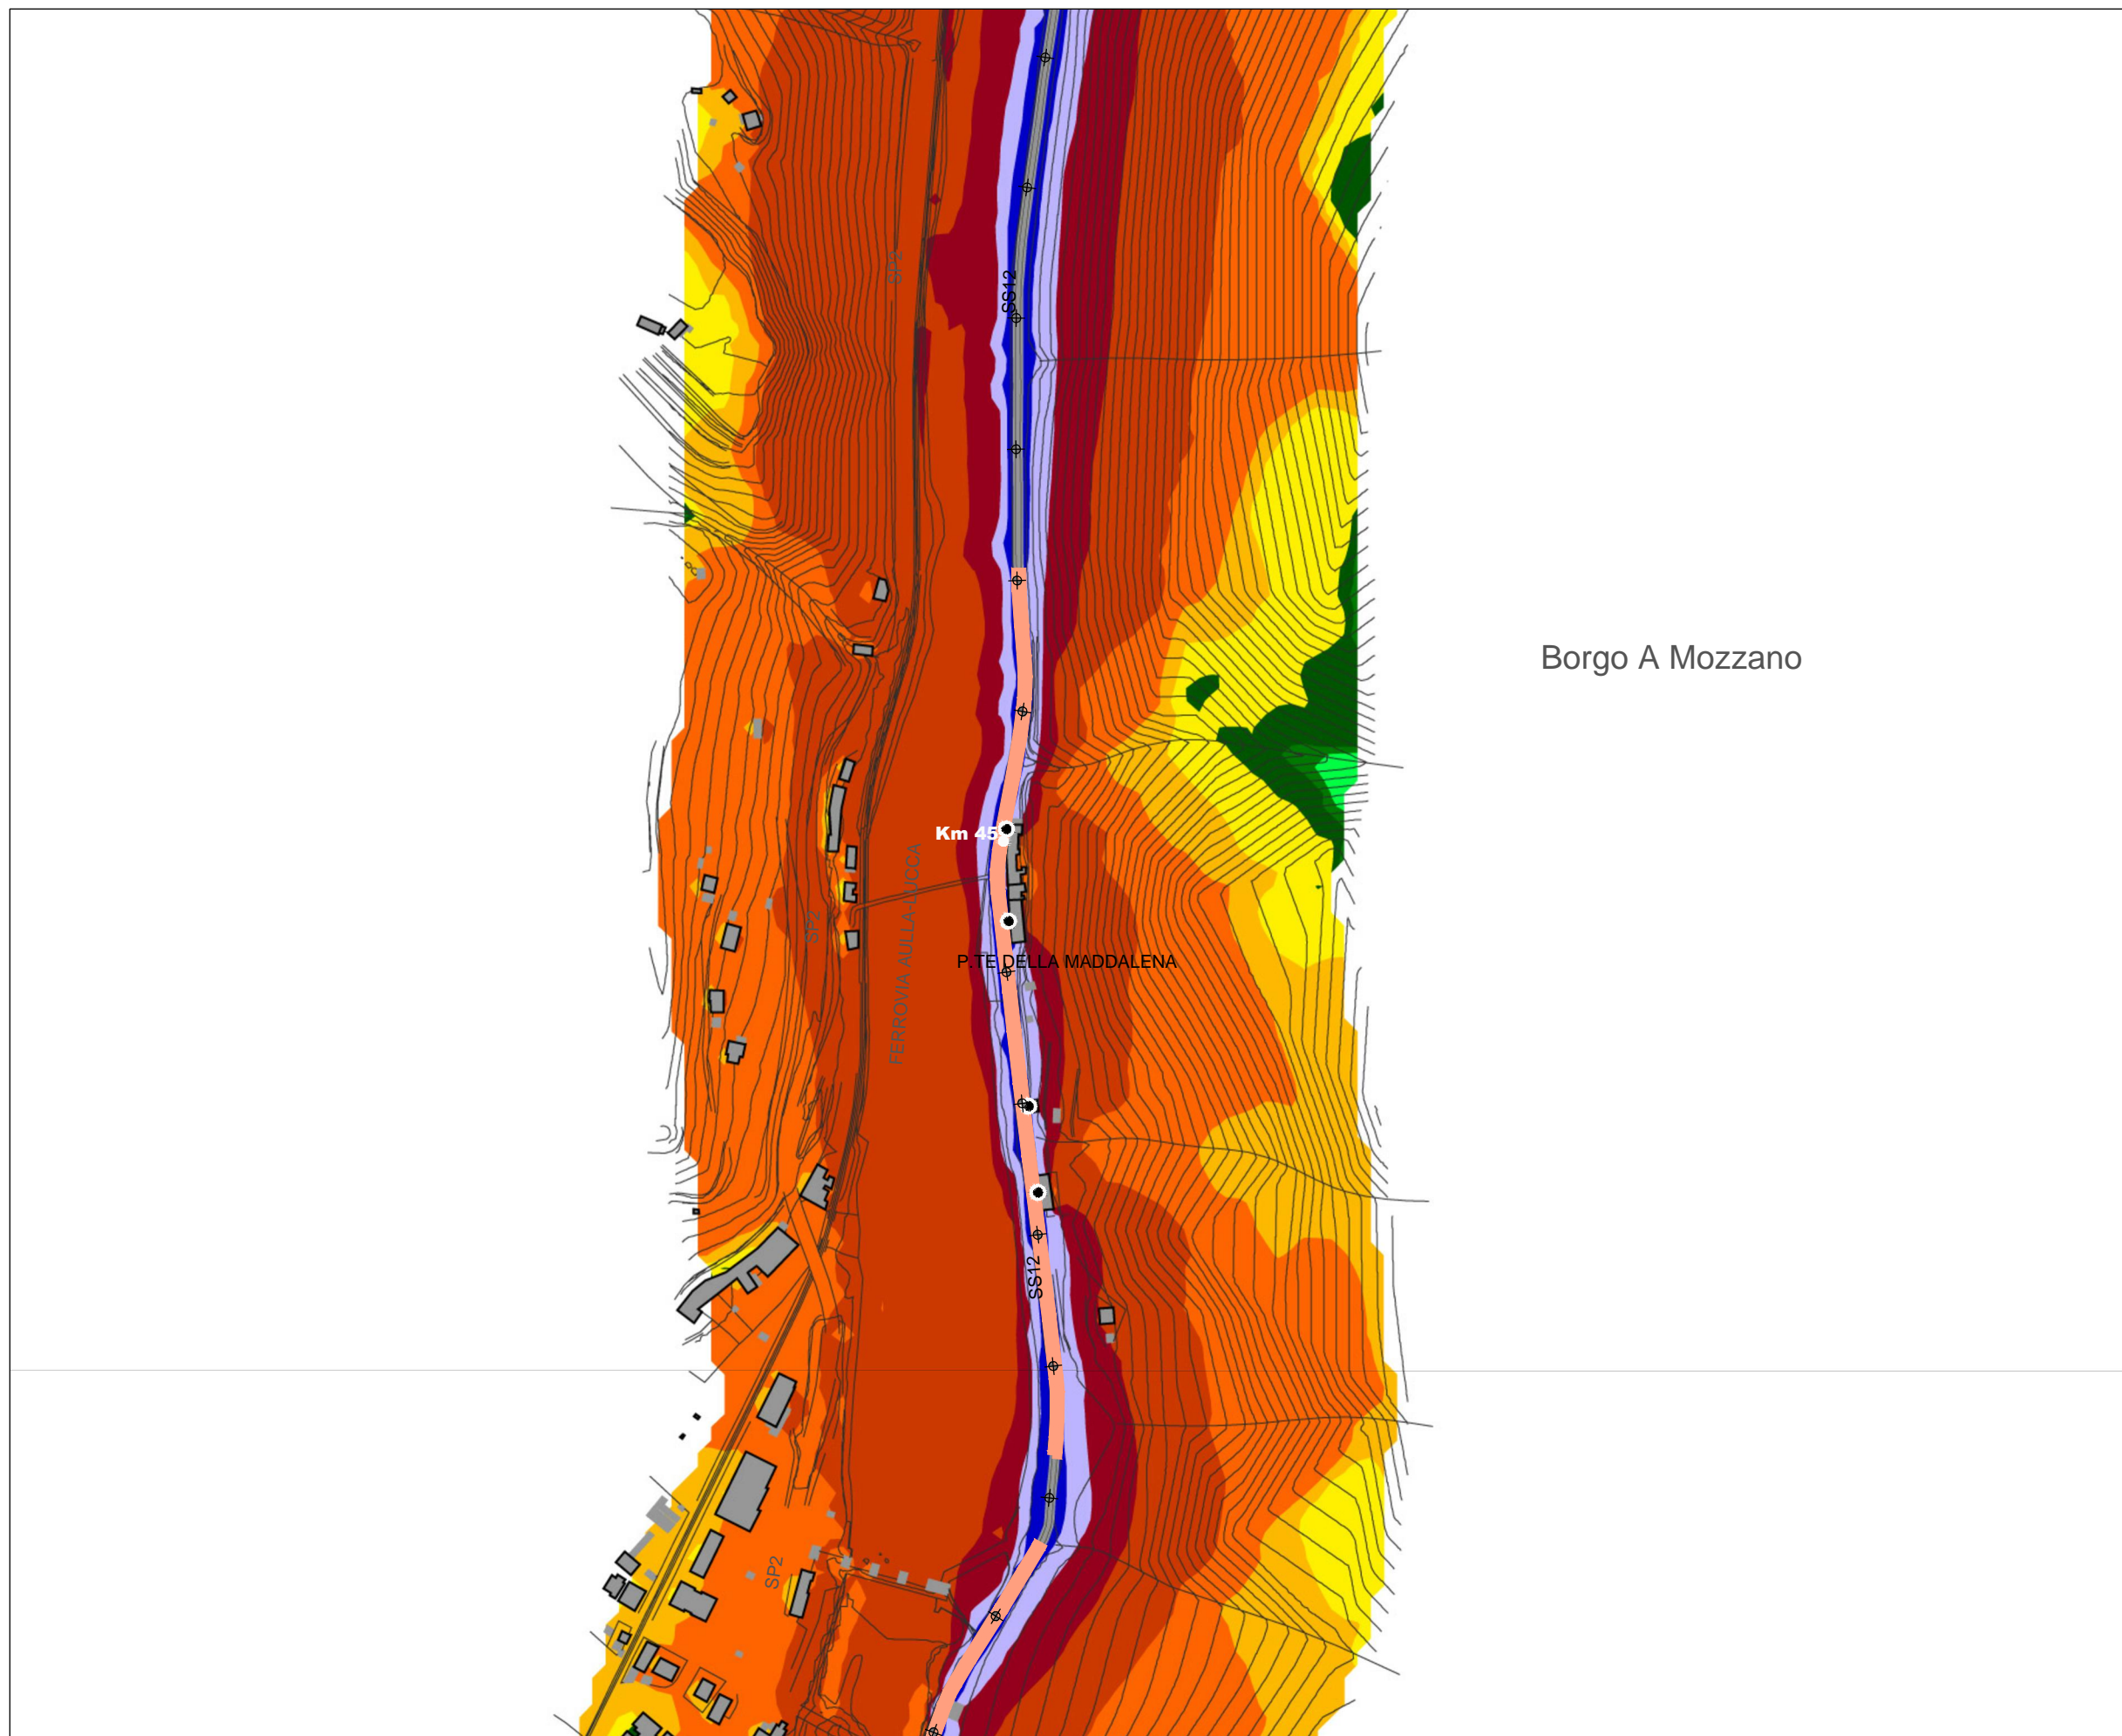 SP2
SS12
Borgo A Mozzano
Km 45
FERROVIA AULLA-LUCCA
SP2
P.TE DELLA MADDALENA
SS12
SP2